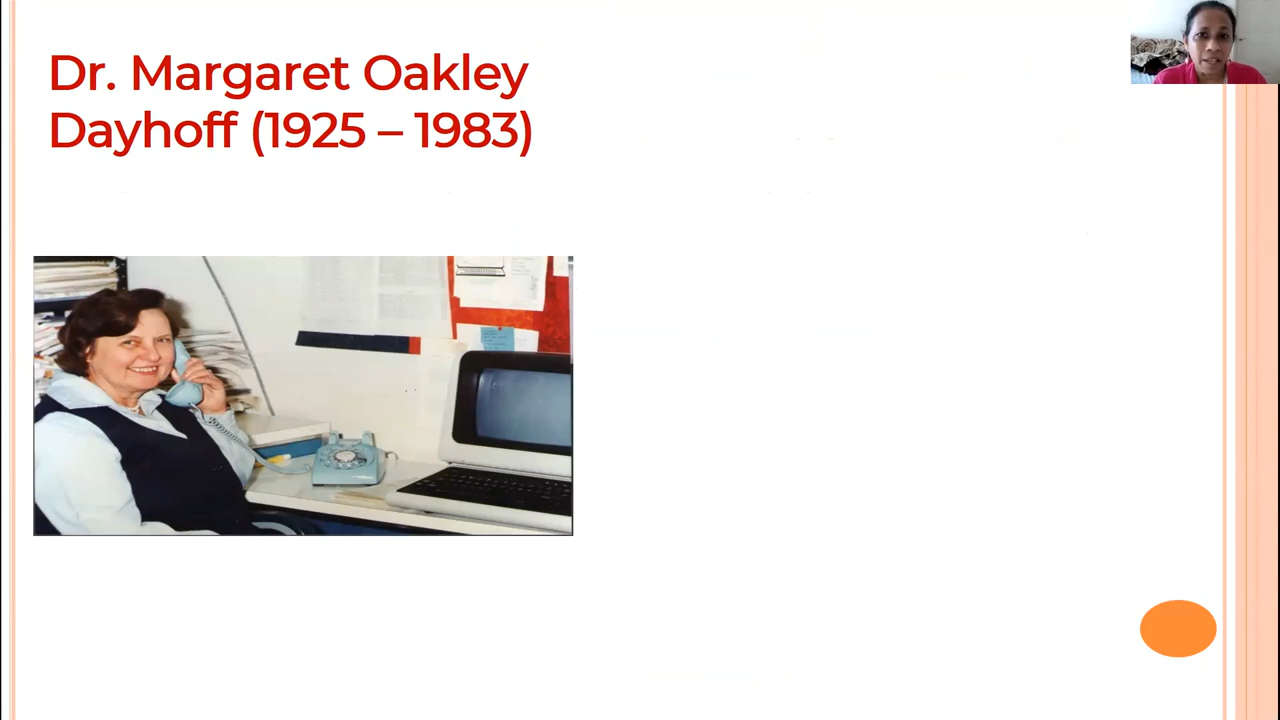 Dr. Margaret Oakley
Dayhoff (1925 – 1983)